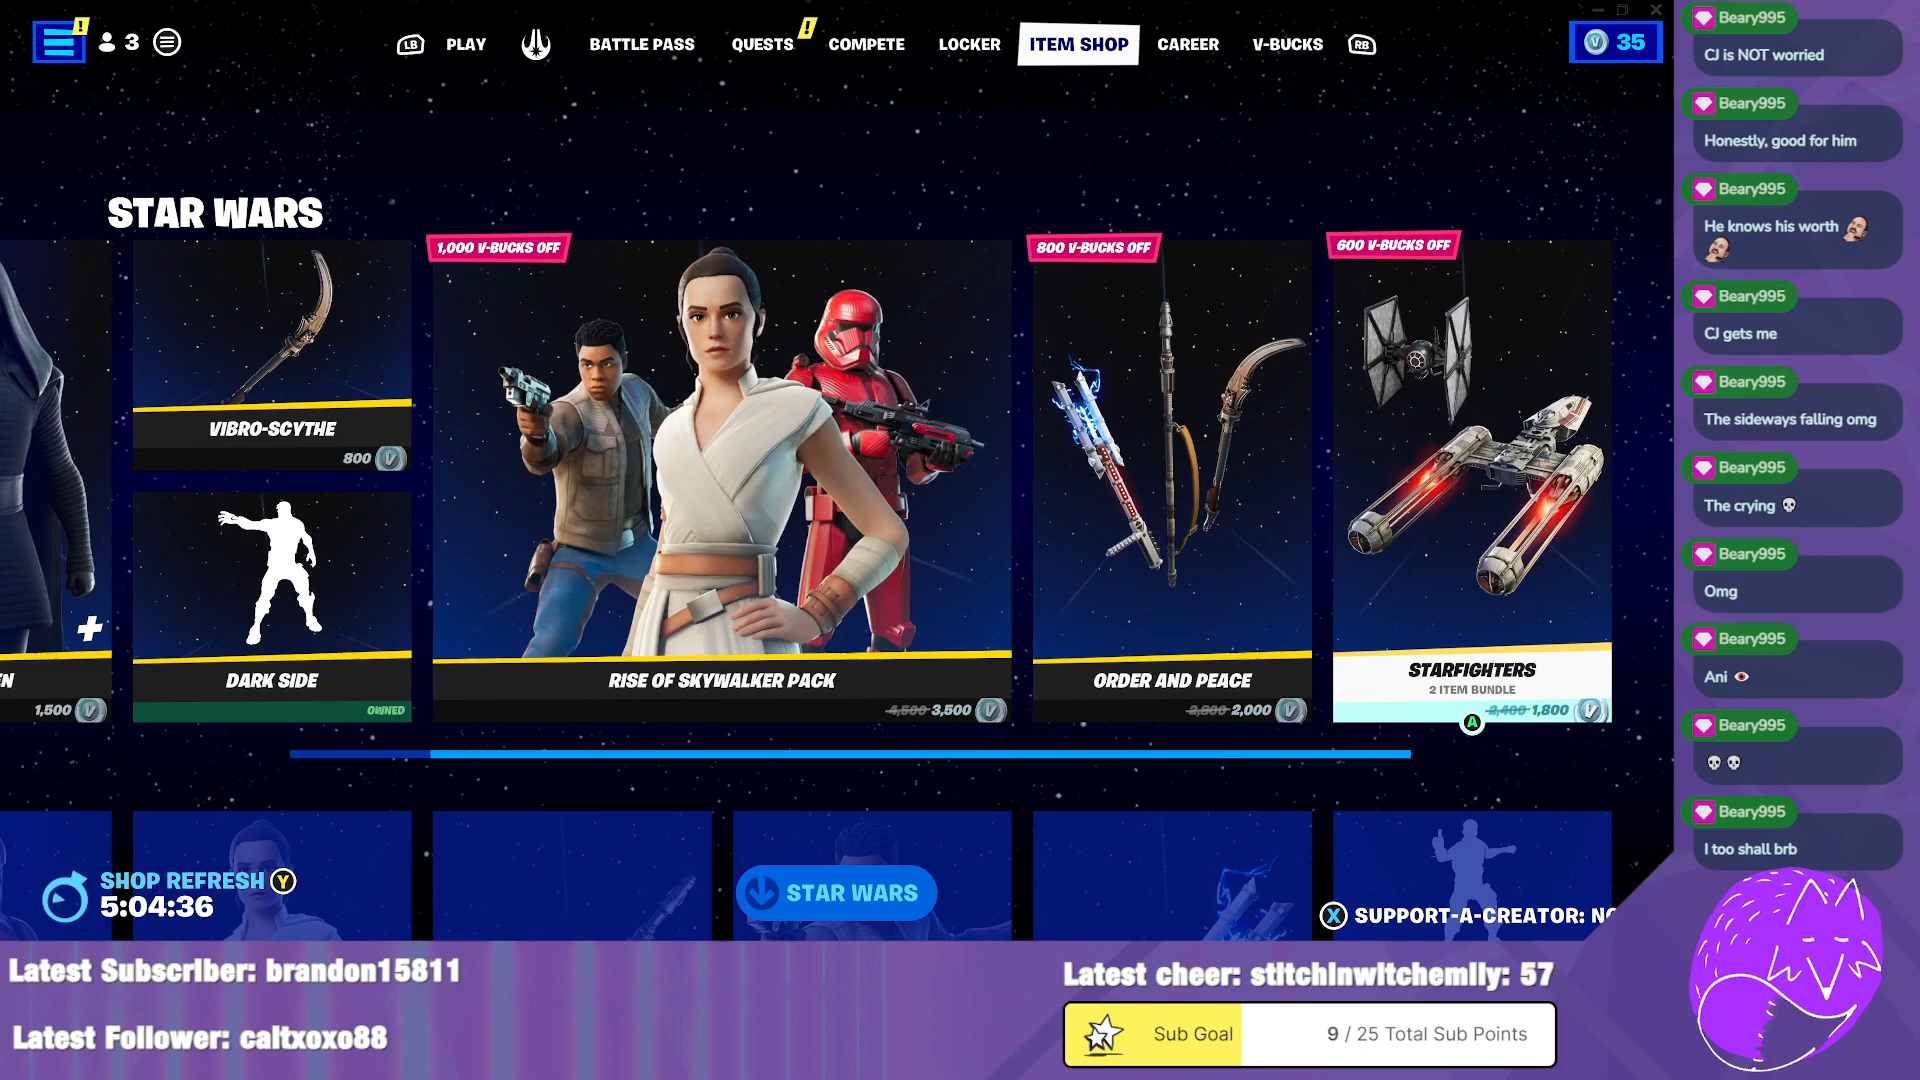 3
LB
PLAY
BATTLE PASS
QUESTS
!
COMPETE
LOCKER
ITEM SHOP
CAREER
V-BUCKS
RB
35
STAR WARS
VIBRO-SCYTHE
800
DARK SIDE
OWNED
N
1,500
1,000 V-BUCKS OFF
RISE OF SKYWALKER PACK
4,500 3,500
800 V-BUCKS OFF
ORDER AND PEACE
2,800 2,000
600 V-BUCKS OFF
STARFIGHTERS
2 ITEM BUNDLE
2,400 1,800
A
SHOP REFRESH Y
5:04:36
STAR WARS
X SUPPORT-A-CREATOR: NO
Latest Subscriber: brandon15811
Latest Follower: caitxoxo88
Latest cheer: stitchinwitchemily: 57
Sub Goal
9 / 25 Total Sub Points
Beary995
CJ is NOT worried
Beary995
Honestly, good for him
Beary995
He knows his worth
Beary995
CJ gets me
Beary995
The sideways falling omg
Beary995
The crying 💀
Beary995
Omg
Beary995
Ani 👁
Beary995
💀 💀
Beary995
I too shall brb